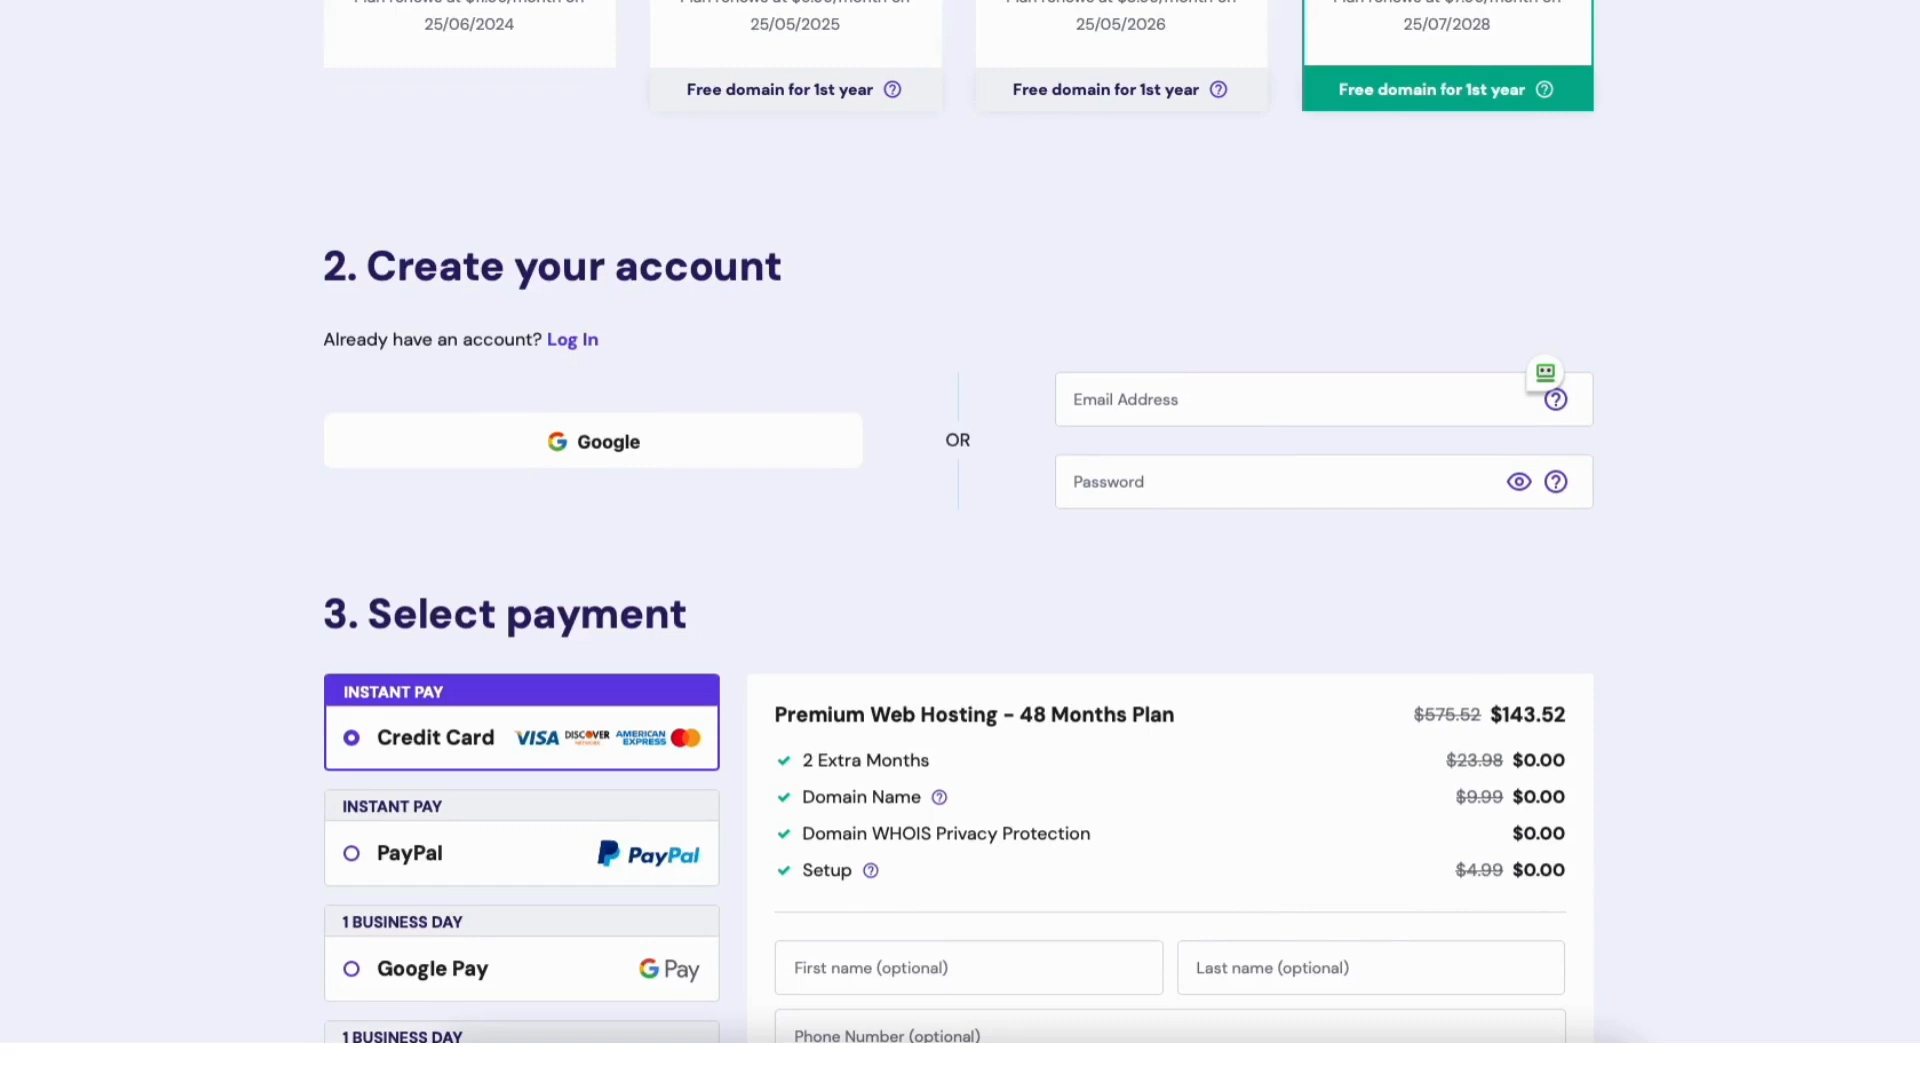 25/06/2024
25/05/2025
25/05/2026
25/07/2028
Free domain for 1st year
Free domain for 1st year
Free domain for 1st year
2. Create your account
Already have an account? Log In
Google
OR
Email Address
Password
3. Select payment
INSTANT PAY
Credit Card VISA DISCOVER NETWORK AMERICAN EXPRESS
INSTANT PAY
PayPal PayPal
1 BUSINESS DAY
Google Pay G Pay
1 BUSINESS DAY
Premium Web Hosting - 48 Months Plan $575.52 $143.52
2 Extra Months $23.98 $0.00
Domain Name $9.99 $0.00
Domain WHOIS Privacy Protection $0.00
Setup $4.99 $0.00
First name (optional)
Last name (optional)
Phone Number (optional)